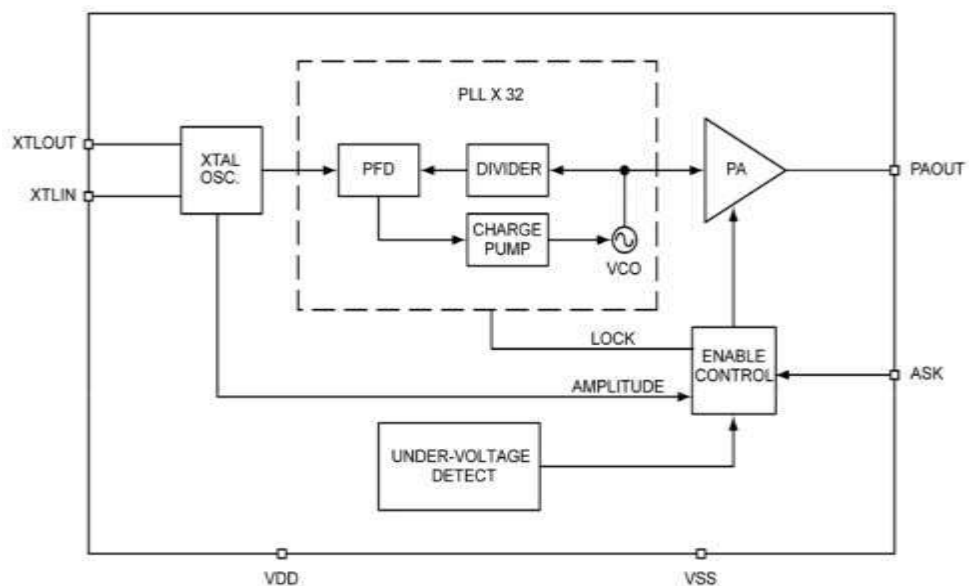 PLL X 32
XTLOUT
XTAL
OSC.
XTLIN
PFD
DIVIDER
PA
PAOUT
CHARGE
PUMP
VCO
LOCK
ENABLE
CONTROL
ASK
AMPLITUDE
UNDER-VOLTAGE
DETECT
VDD
VSS